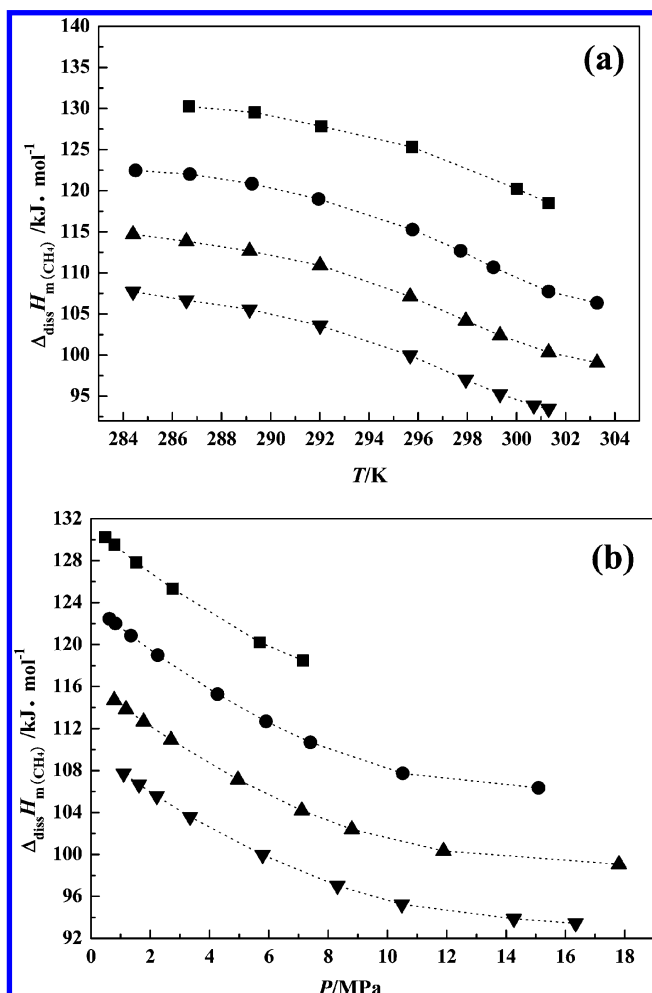 (a)
140
135
130
125
120
115
110
105
100
95
Δdiss Hm(CH4) /kJ· mol-1
284 286 288 290 292 294 296 298 300 302 304
T/K
(b)
132
128
124
120
116
112
108
104
100
96
92
Δdiss Hm(CH4) /kJ· mol-1
0 2 4 6 8 10 12 14 16 18
P/MPa